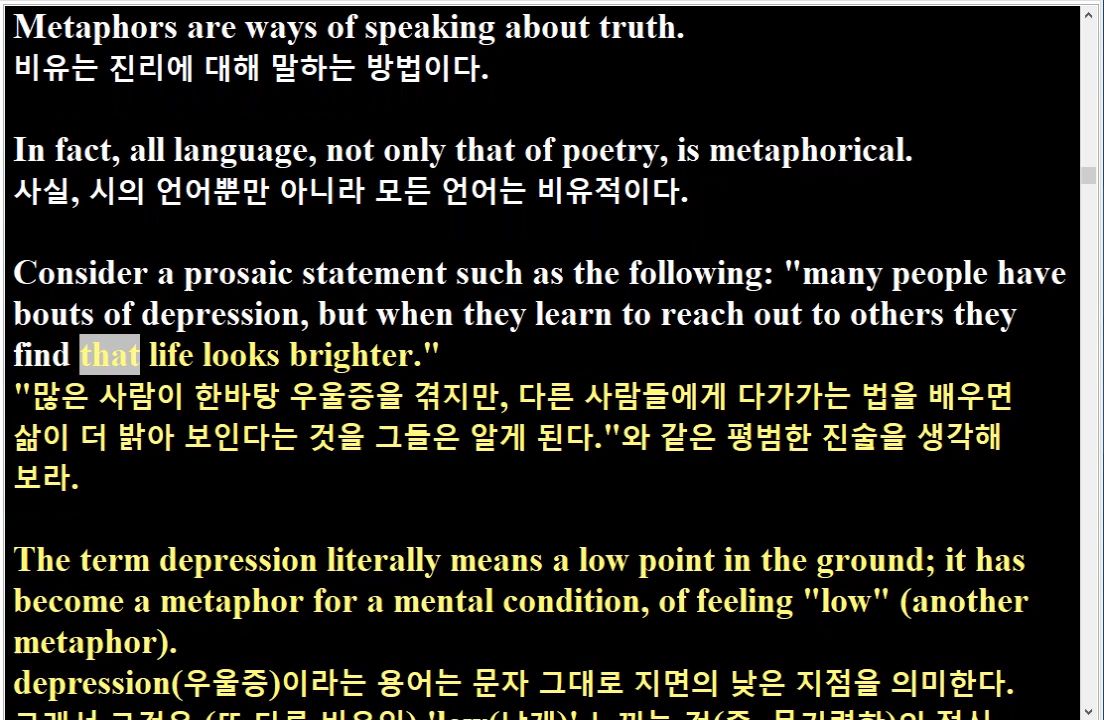 Metaphors are ways of speaking about truth.
비유는 진리에 대해 말하는 방법이다.
In fact, all language, not only that of poetry, is metaphorical.
사실, 시의 언어뿐만 아니라 모든 언어는 비유적이다.
Consider a prosaic statement such as the following: "many people have
bouts of depression, but when they learn to reach out to others they
find that life looks brighter."
"많은 사람이 한바탕 우울증을 겪지만, 다른 사람들에게 다가가는 법을 배우면
삶이 더 밝아 보인다는 것을 그들은 알게 된다."와 같은 평범한 진술을 생각해
보라.
The term depression literally means a low point in the ground; it has
become a metaphor for a mental condition, of feeling "low" (another
metaphor).
depression(우울증)이라는 용어는 문자 그대로 지면의 낮은 지점을 의미한다.